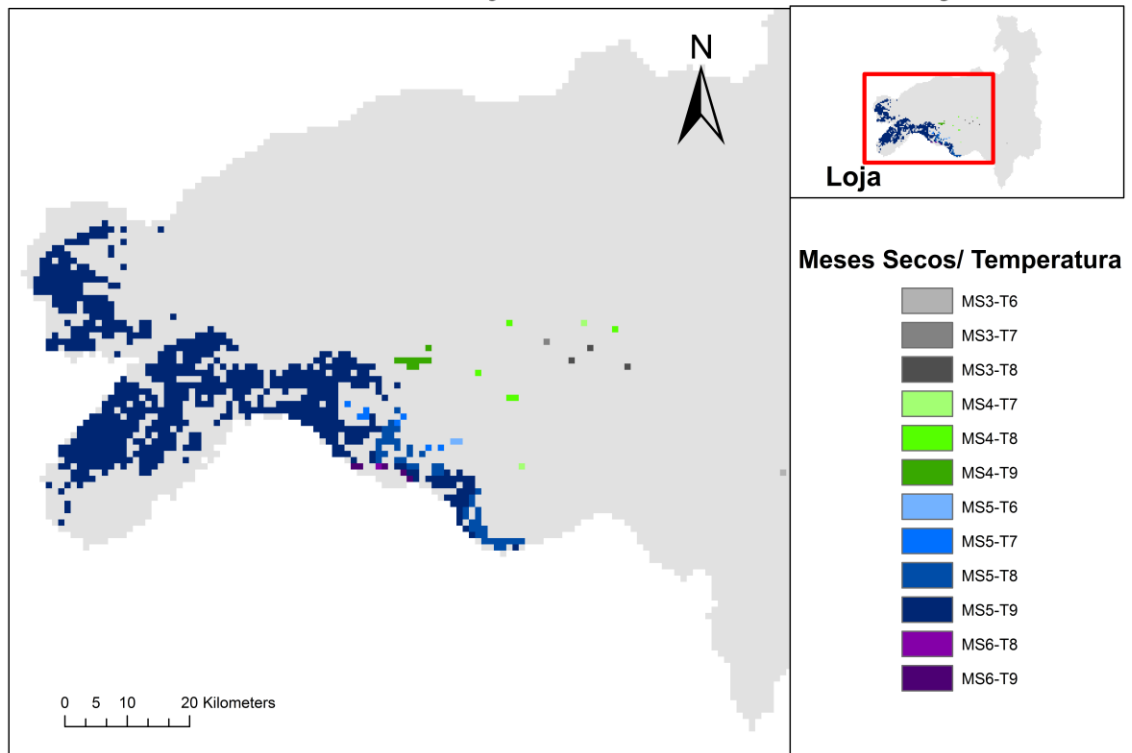 N
Loja
Meses Secos/ Temperatura
MS3-T6
MS3-T7
MS3-T8
MS4-T7
MS4-T8
MS4-T9
MS5-T6
MS5-T7
MS5-T8
MS5-T9
MS6-T8
MS6-T9
0 5 10 20 Kilometers